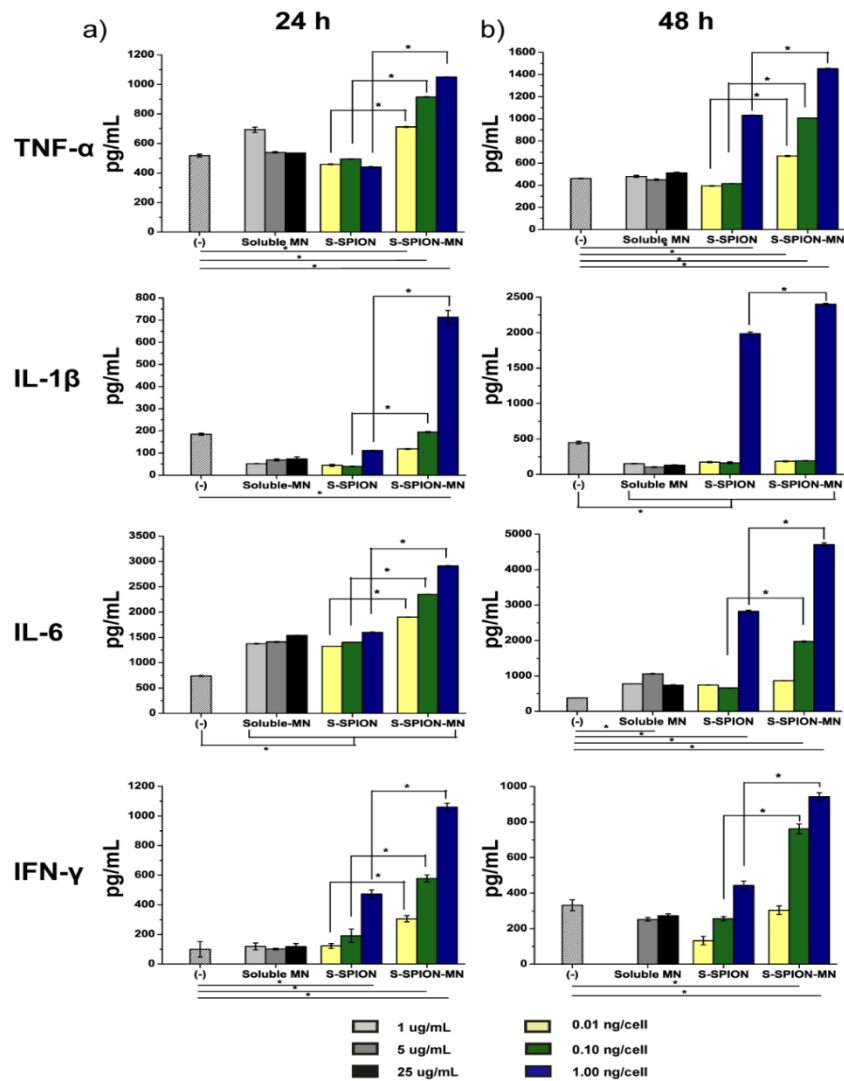 a)
24 h
b)
48 h
TNF-α
pg/mL
1200
1000
800
600
400
200
0
(-)
Soluble MN
S-SPION
S-SPION-MN
*
*
*
*
*
*
pg/mL
1600
1400
1200
1000
800
600
400
200
0
(-)
Soluble MN
S-SPION
S-SPION-MN
*
*
*
*
*
*
*
IL-1β
pg/mL
800
700
600
500
400
300
200
100
0
(-)
Soluble-MN
S-SPION
S-SPION-MN
*
*
*
pg/mL
2500
2000
1500
1000
500
0
(-)
Soluble MN
S-SPION
S-SPION-MN
*
*
IL-6
pg/mL
3500
3000
2500
2000
1500
1000
500
0
(-)
Soluble-MN
S-SPION
S-SPION-MN
*
*
*
*
pg/mL
5000
4000
3000
2000
1000
0
(-)
Soluble MN
S-SPION
S-SPION-MN
*
*
*
*
*
*
IFN-γ
pg/mL
1200
1000
800
600
400
200
0
(-)
Soluble MN
S-SPION
S-SPION-MN
*
*
*
*
*
*
pg/mL
1000
800
600
400
200
0
(-)
Soluble MN
S-SPION
S-SPION-MN
*
*
*
*
1 ug/mL
5 ug/mL
25 ug/mL
0.01 ng/cell
0.10 ng/cell
1.00 ng/cell